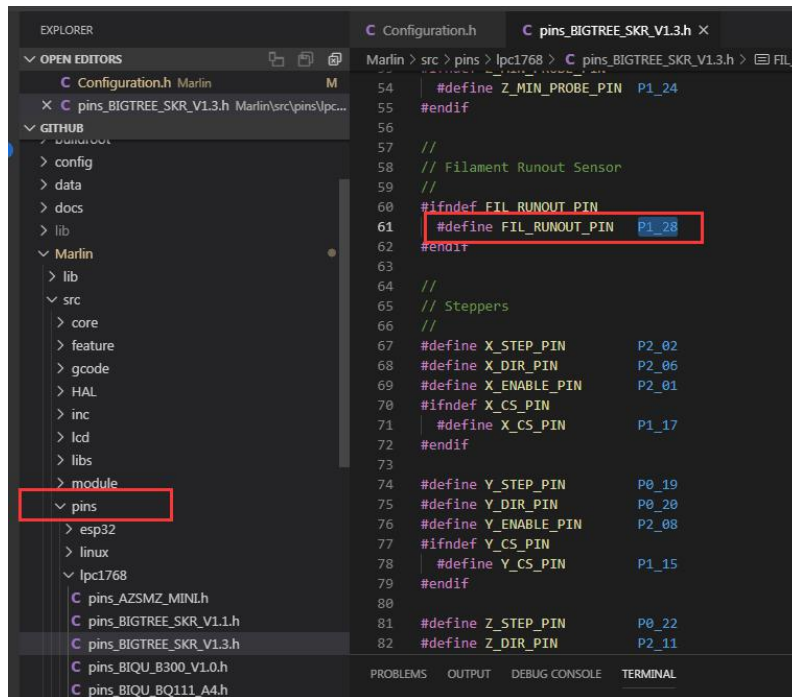 EXPLORER
OPEN EDITORS
C Configuration.h Marlin M
X C pins_BIGTREE_SKR_V1.3.h Marlin\src\pins\lpc...
GITHUB
buildroot
> config
> data
> docs
> lib
Marlin
> lib
src
> core
> feature
> gcode
> HAL
> inc
> lcd
> libs
> module
pins
> esp32
> linux
lpc1768
C pins_AZSMZ_MINI.h
C pins_BIGTREE_SKR_V1.1.h
C pins_BIGTREE_SKR_V1.3.h
C pins_BIQU_B300_V1.0.h
C pins_BIQU_BQ111_A4.h
C Configuration.h C pins_BIGTREE_SKR_V1.3.h X
Marlin > src > pins > lpc1768 > C pins_BIGTREE_SKR_V1.3.h > FIL
53 #ifndef Z_MIN_PROBE_PIN
54 #define Z_MIN_PROBE_PIN P1_24
55 #endif
56
57 //
58 // Filament Runout Sensor
59 //
60 #ifndef FIL_RUNOUT_PIN
61 #define FIL_RUNOUT_PIN P1_28
62 #endif
63
64 //
65 // Steppers
66 //
67 #define X_STEP_PIN P2_02
68 #define X_DIR_PIN P2_06
69 #define X_ENABLE_PIN P2_01
70 #ifndef X_CS_PIN
71 #define X_CS_PIN P1_17
72 #endif
73
74 #define Y_STEP_PIN P0_19
75 #define Y_DIR_PIN P0_20
76 #define Y_ENABLE_PIN P2_08
77 #ifndef Y_CS_PIN
78 #define Y_CS_PIN P1_15
79 #endif
80
81 #define Z_STEP_PIN P0_22
82 #define Z_DIR_PIN P2_11
PROBLEMS OUTPUT DEBUG CONSOLE TERMINAL